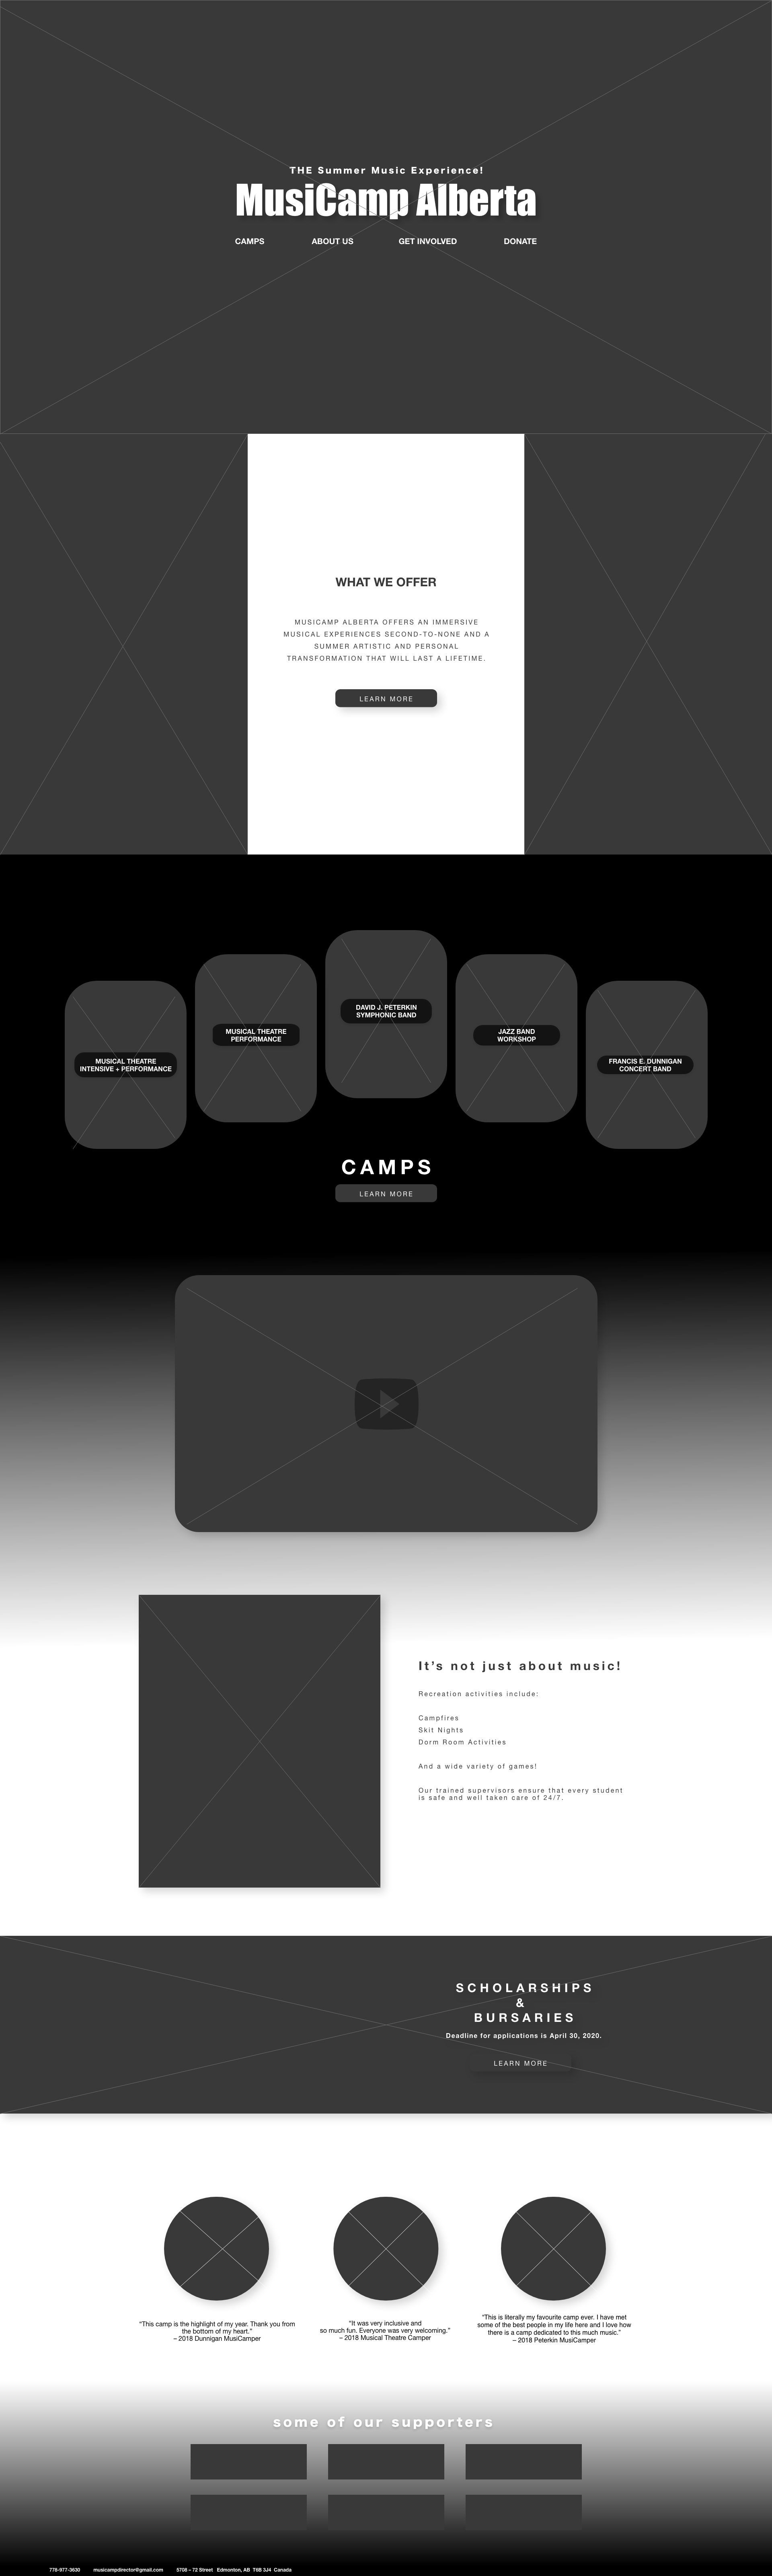 THE Summer Music Experience!
MusiCamp Alberta
CAMPS ABOUT US GET INVOLVED DONATE
WHAT WE OFFER
MUSICAMP ALBERTA OFFERS AN IMMERSIVE
MUSICAL EXPERIENCES SECOND-TO-NONE AND A
SUMMER ARTISTIC AND PERSONAL
TRANSFORMATION THAT WILL LAST A LIFETIME.
LEARN MORE
MUSICAL THEATRE
INTENSIVE + PERFORMANCE
MUSICAL THEATRE
PERFORMANCE
DAVID J. PETERKIN
SYMPHONIC BAND
JAZZ BAND
WORKSHOP
FRANCIS E. DUNNIGAN
CONCERT BAND
CAMPS
LEARN MORE
It's not just about music!
Recreation activities include:
Campfires
Skit Nights
Dorm Room Activities
And a wide variety of games!
Our trained supervisors ensure that every student
is safe and well taken care of 24/7.
SCHOLARSHIPS
&
BURSARIES
Deadline for applications is April 30, 2020.
LEARN MORE
"This camp is the highlight of my year. Thank you from
the bottom of my heart."
– 2018 Dunnigan MusiCamper
"It was very inclusive and
so much fun. Everyone was very welcoming."
– 2018 Musical Theatre Camper
"This is literally my favourite camp ever. I have met
some of the best people in my life here and I love how
there is a camp dedicated to this much music."
– 2018 Peterkin MusiCamper
some of our supporters
778-977-3630 musicampdirector@gmail.com 5708 – 72 Street Edmonton, AB T6B 3J4 Canada